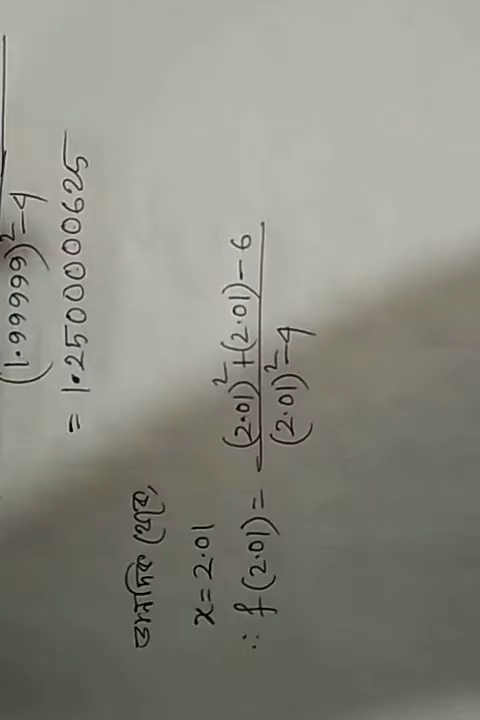 (1.99999)²-4
= 1.2500000625
ডানদিক থেকে,
x = 2.01
∴ f(2.01) = (2.01)²+(2.01)-6
(2.01)²-4